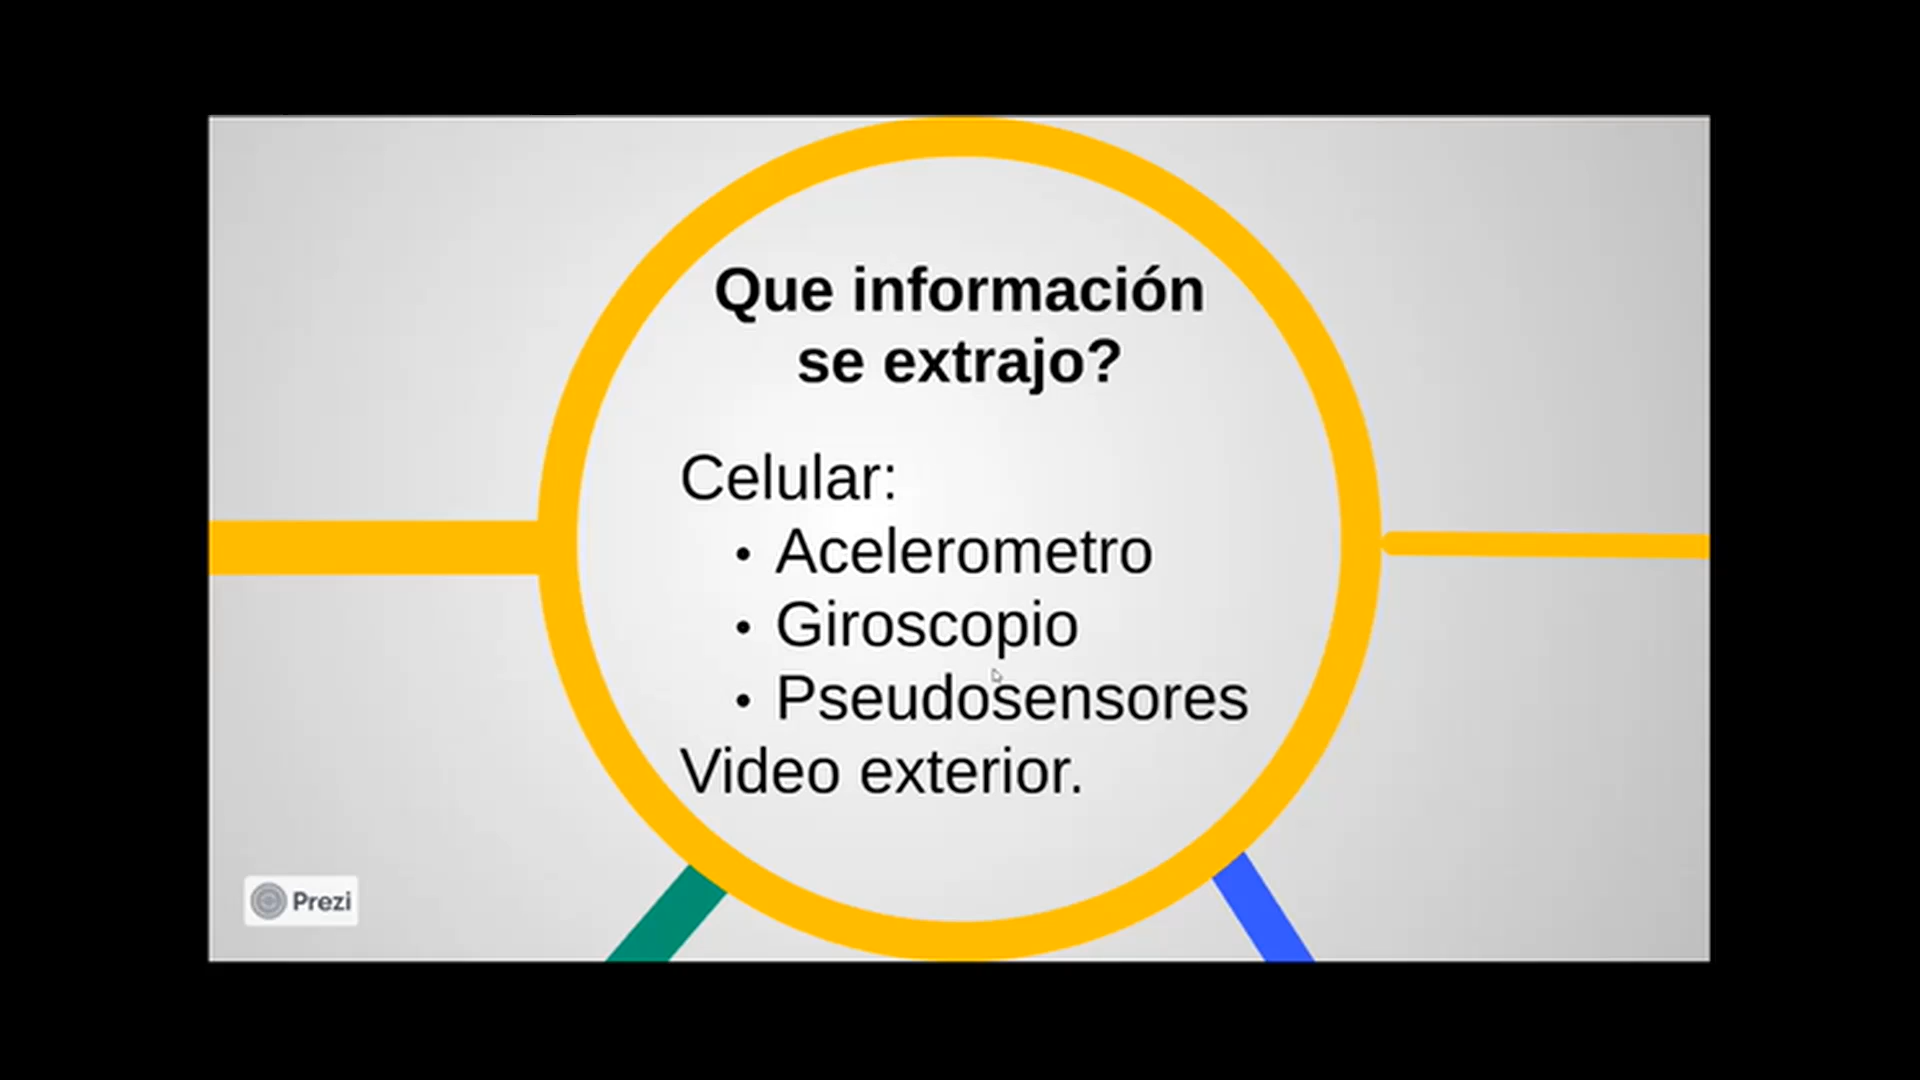 Que información
se extrajo?
Celular:
• Acelerometro
• Giroscopio
• Pseudosensores
Video exterior.
Prezi